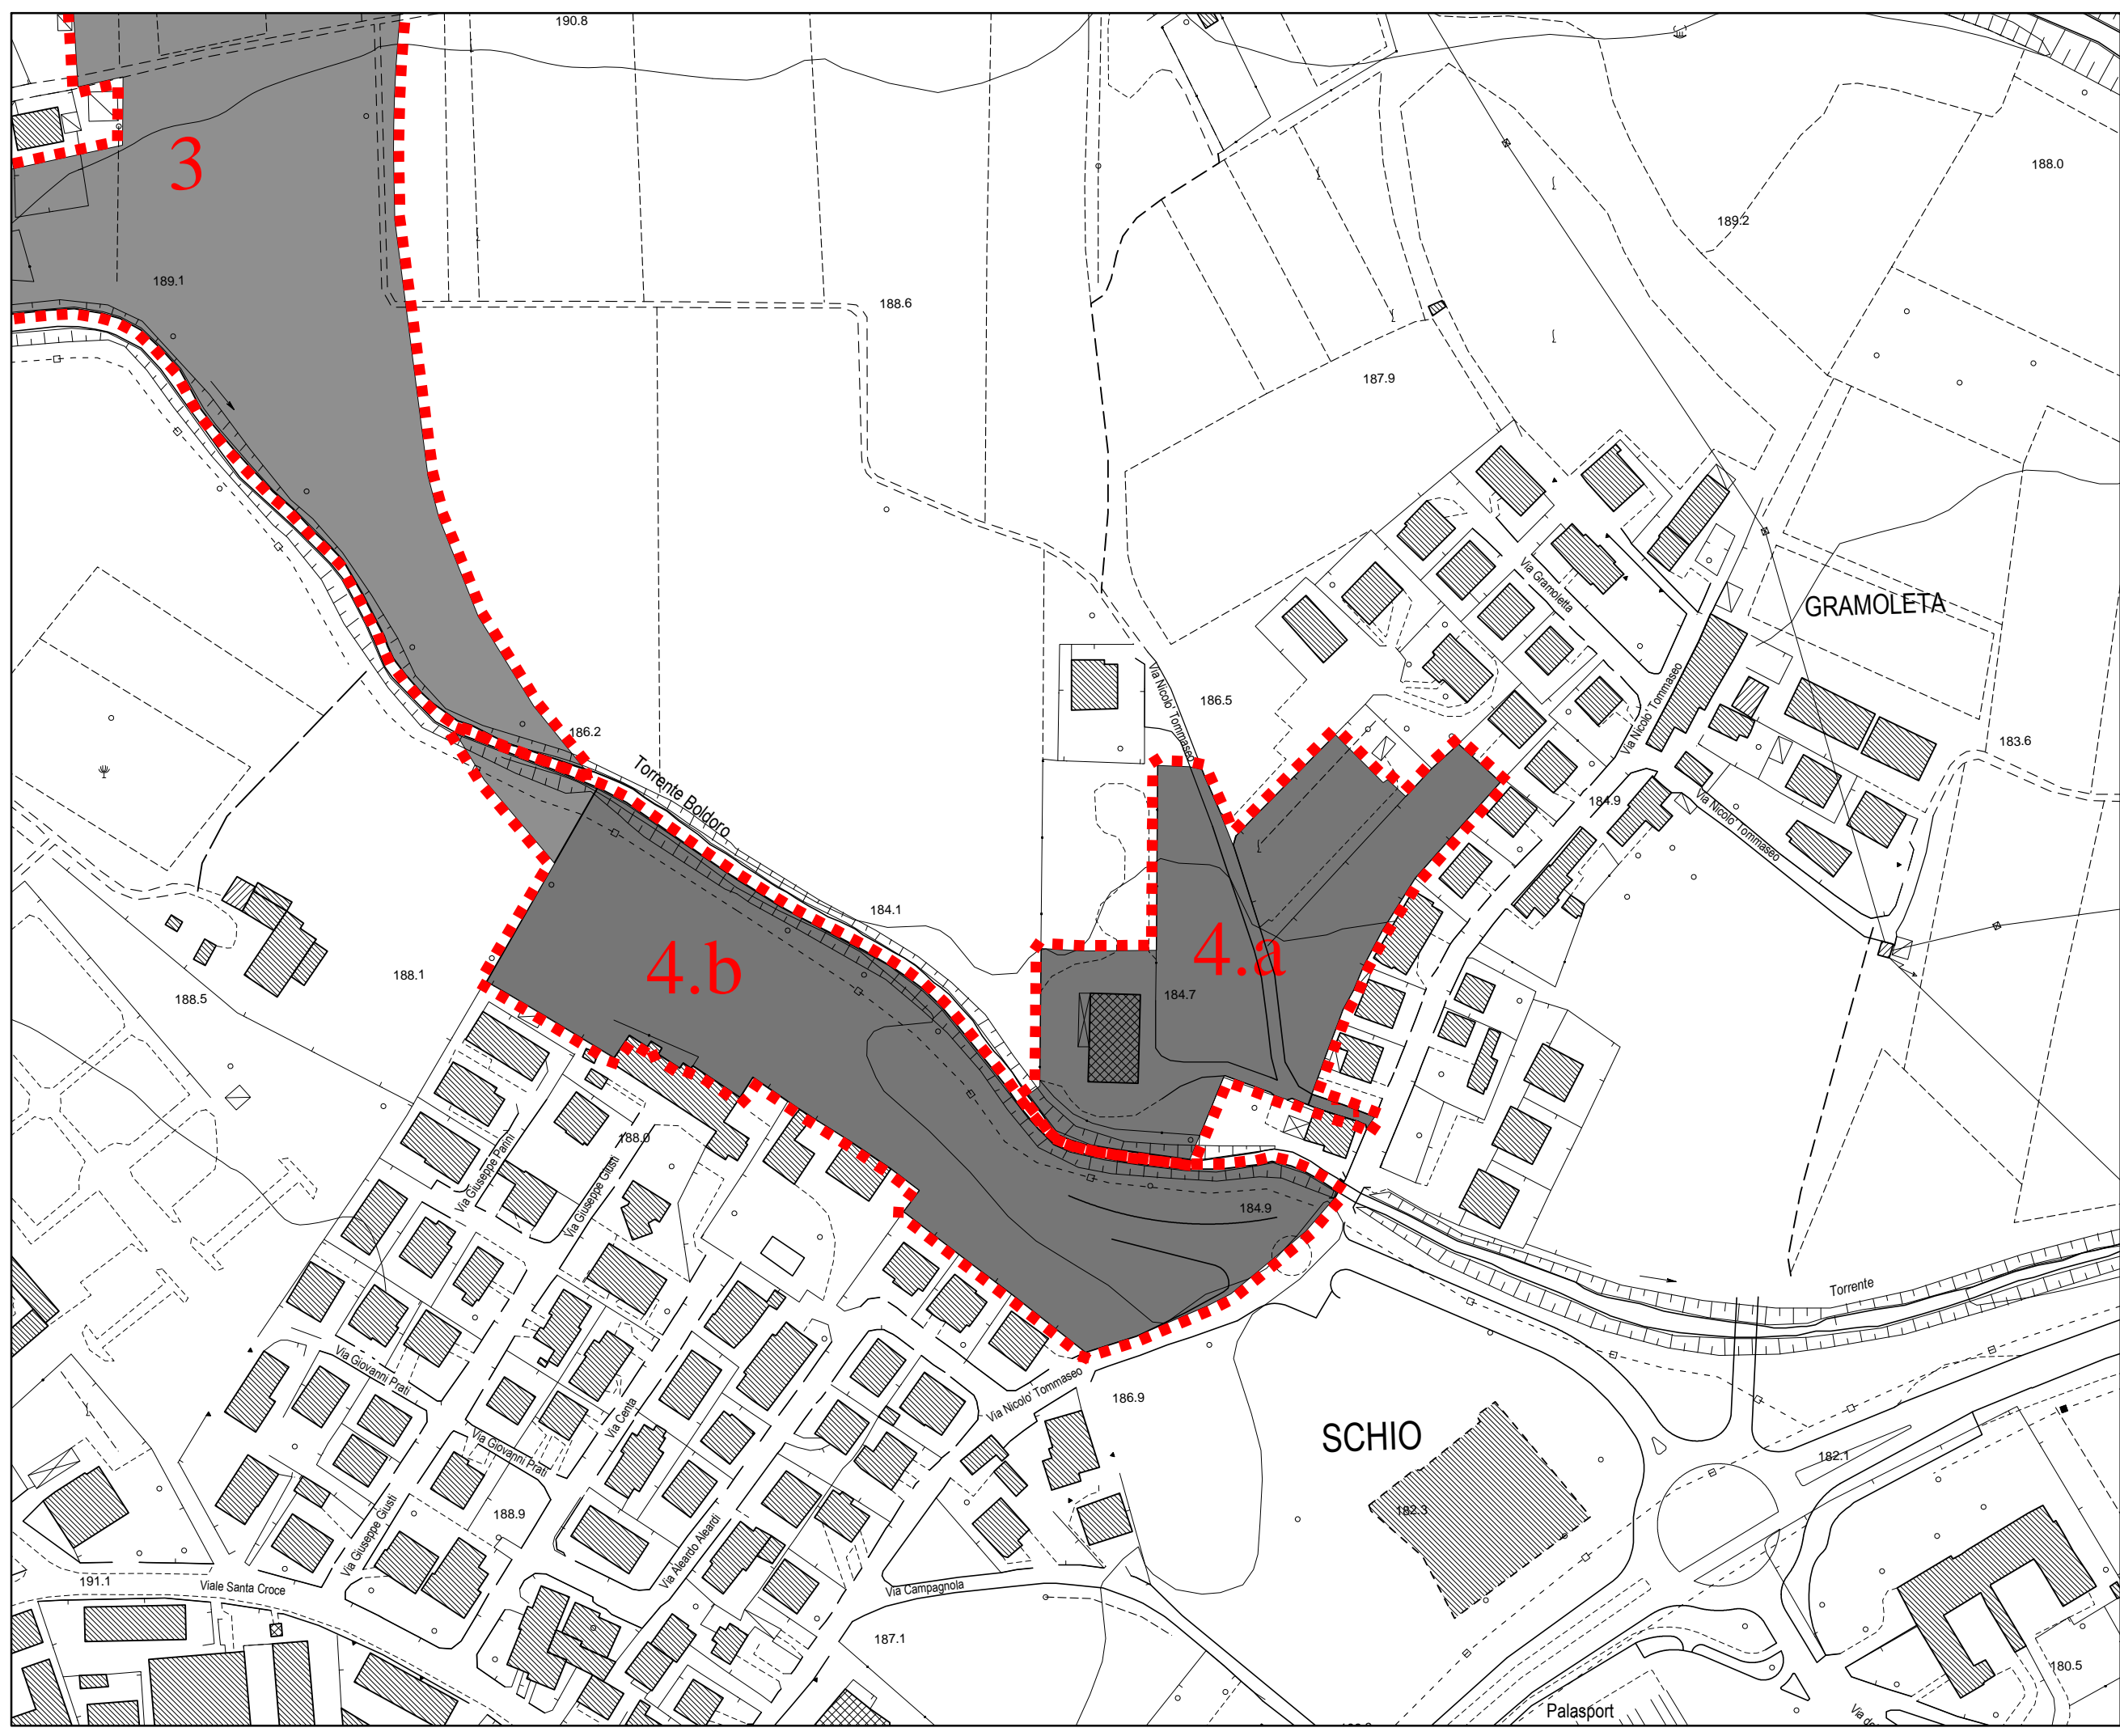 190.8
3
188.0
189.2
189.1
188.6
187.9
Via Gramoletta
GRAMOLETA
Via Nicolo' Tommaseo
186.5
Via Nicolo' Tommaseo
186.2
183.6
Torrente Boldoro
184.9
Via Nicolo' Tommaseo
184.1
4.a
4.b
188.1
184.7
188.5
188.0
Via Giuseppe Parini
Via Giuseppe Giusti
184.9
Torrente
Via Giovanni Prati
Via Nicolo' Tommaseo
186.9
Via Centa
SCHIO
Via Giovanni Prati
182.1
182.3
188.9
Via Giuseppe Giusti
Via Aleardo Aleardi
191.1
Viale Santa Croce
Via Campagnola
187.1
180.5
Palasport